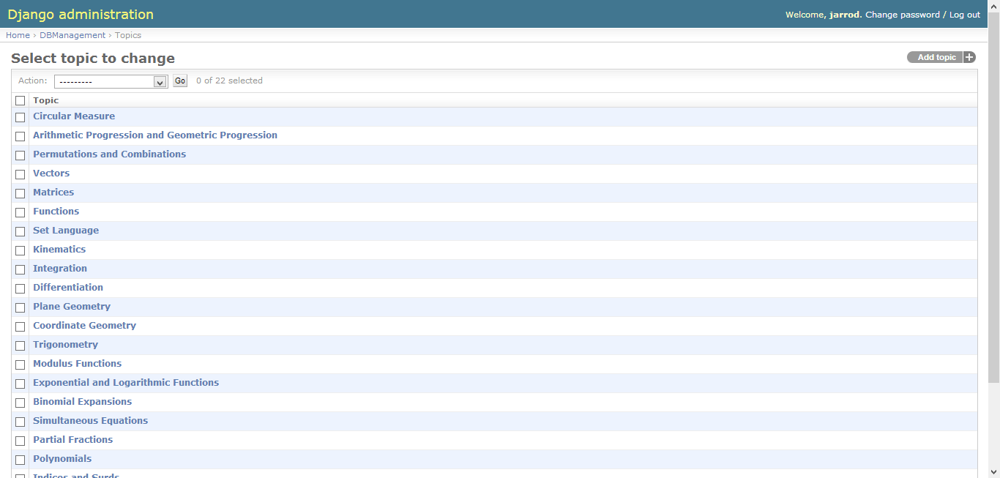 Django administration
Welcome, jarrod. Change password / Log out
Home › DBManagement › Topics
Select topic to change
Add topic +
Action: --------- Go 0 of 22 selected
Topic
Circular Measure
Arithmetic Progression and Geometric Progression
Permutations and Combinations
Vectors
Matrices
Functions
Set Language
Kinematics
Integration
Differentiation
Plane Geometry
Coordinate Geometry
Trigonometry
Modulus Functions
Exponential and Logarithmic Functions
Binomial Expansions
Simultaneous Equations
Partial Fractions
Polynomials
Indices and Surds